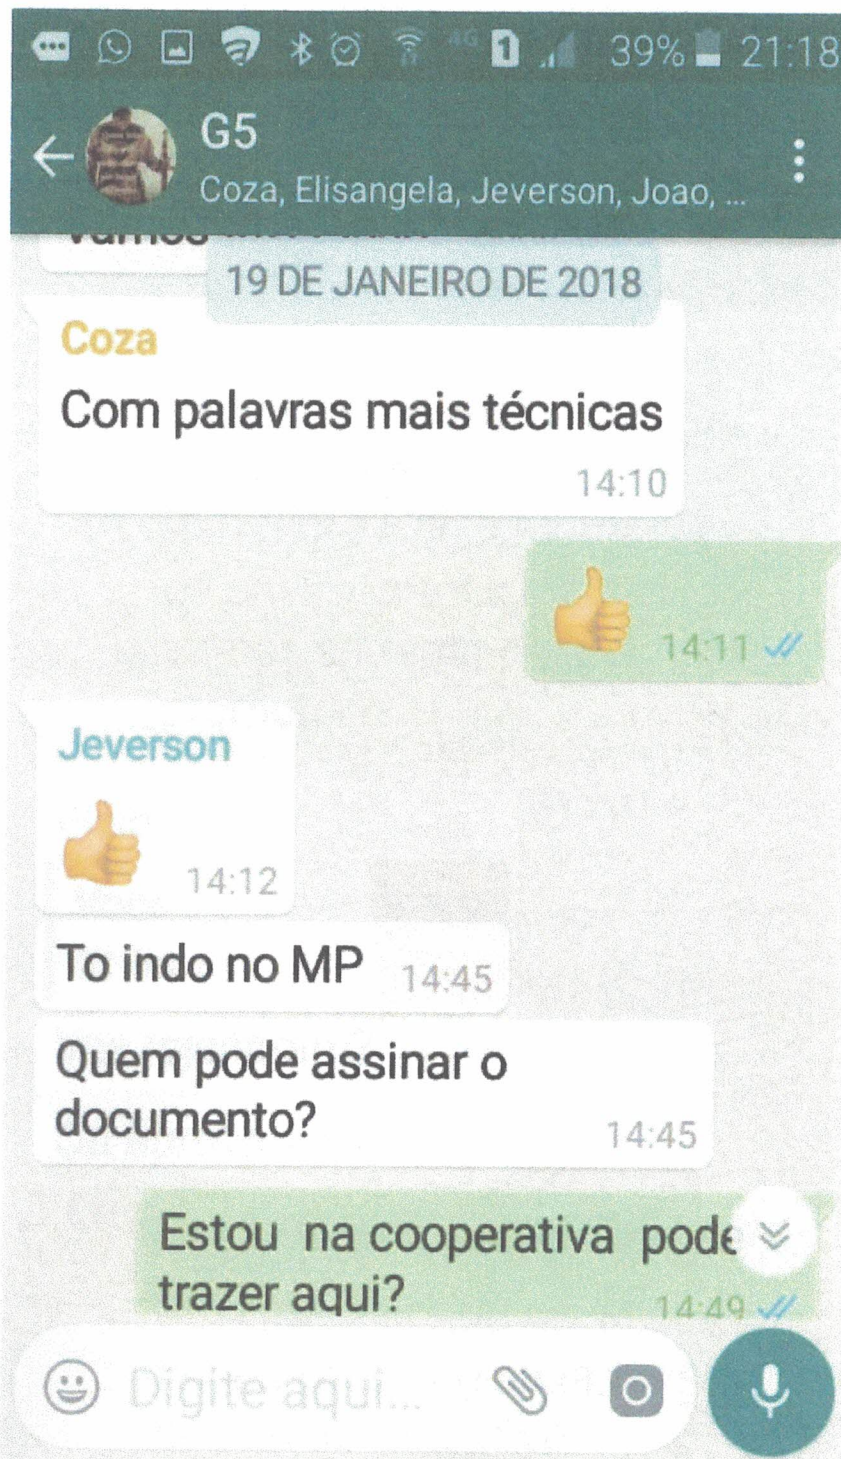 4G 1 39% 21:18
G5
Coza, Elisangela, Jeverson, Joao, ...
19 DE JANEIRO DE 2018
Coza
Com palavras mais técnicas
14:10
👍 14:11
Jeverson
👍 14:12
To indo no MP 14:45
Quem pode assinar o
documento? 14:45
Estou na cooperativa pode
trazer aqui? 14:49
Digite aqui...